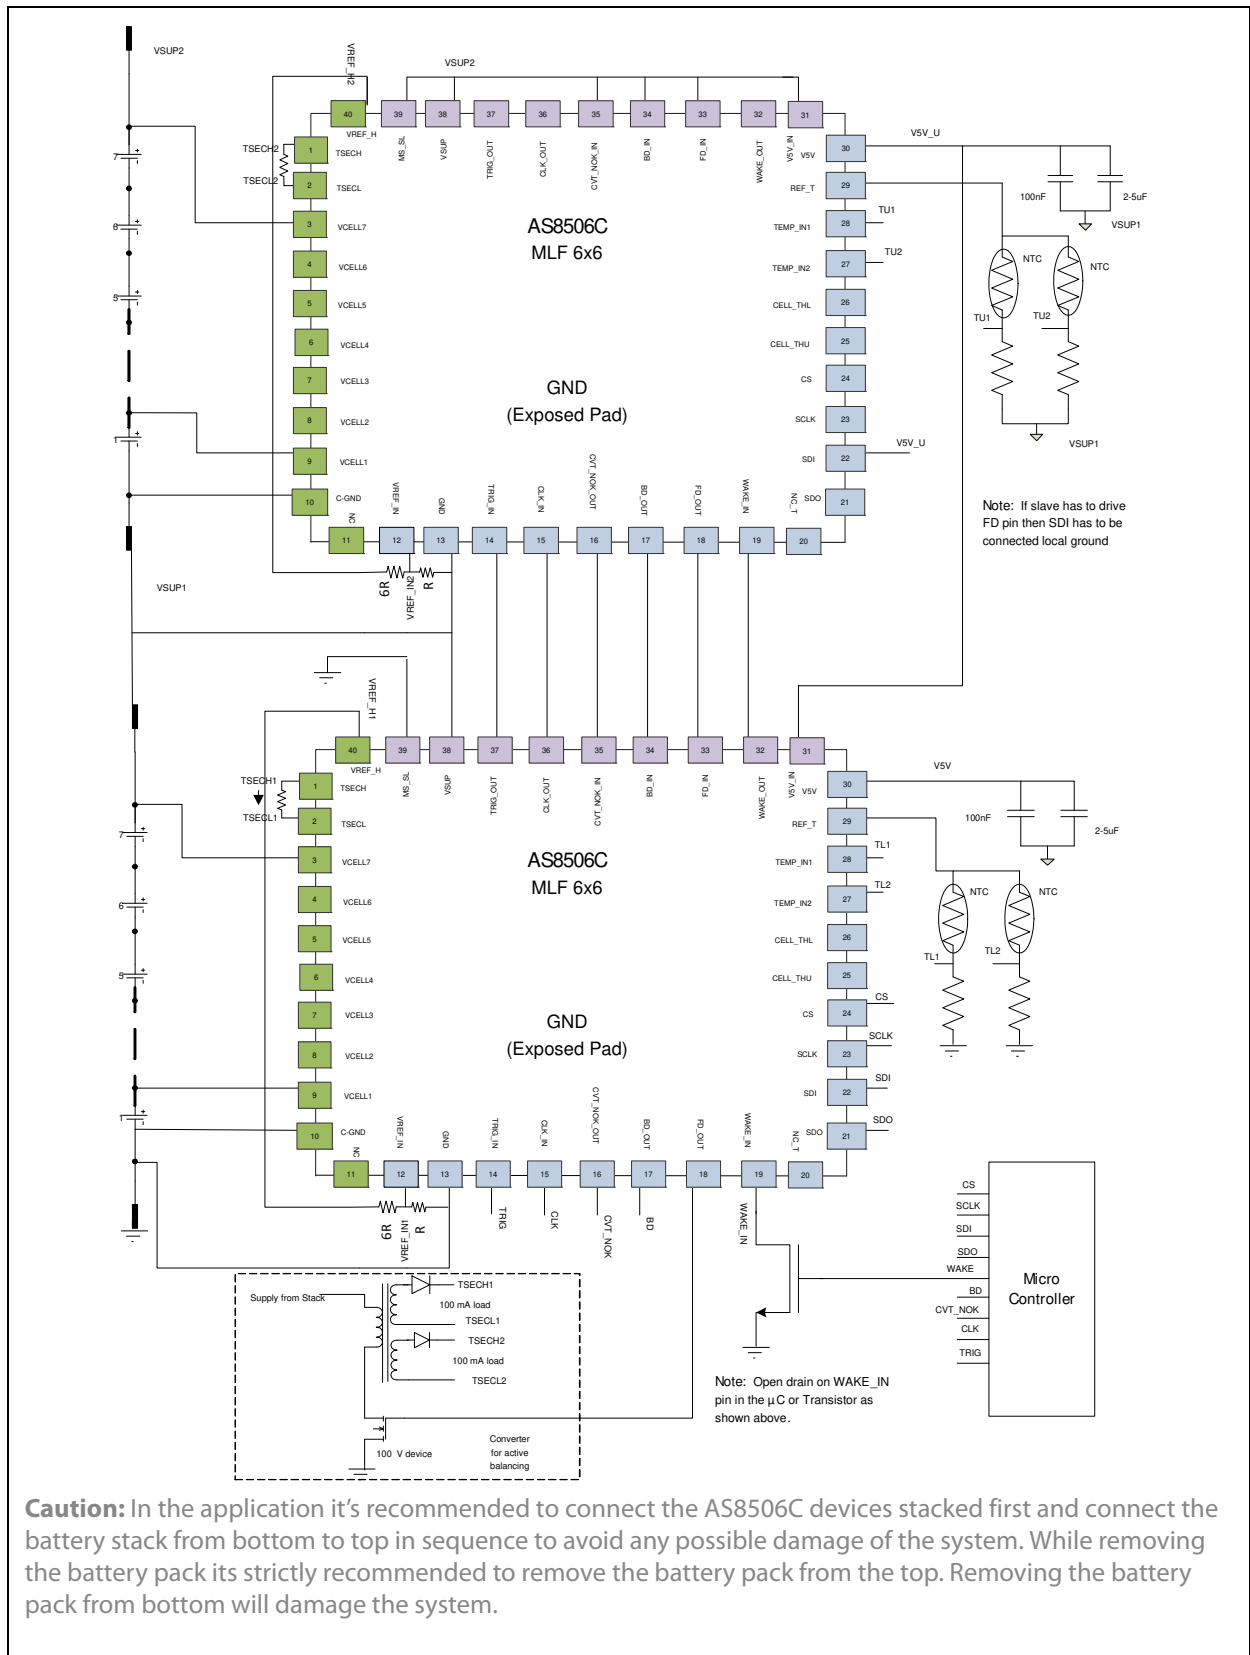 VSUP2
VREF_H2
VSUP2
40
39
38
37
36
35
34
33
32
31
VREF_H
MS_SL
VSUP
TRIG_OUT
CLK_OUT
CVT_NOK_IN
BD_IN
FD_IN
WAKE_OUT
V5V_IN
TSECH2
TSECL2
1
TSECH
2
TSECL
3
VCELL7
4
VCELL6
5
VCELL5
6
VCELL4
7
VCELL3
8
VCELL2
9
VCELL1
10
C-GND
7
6
5
1
AS8506C
MLF 6x6
GND
(Exposed Pad)
V5V
30
V5V_U
REF_T
29
TEMP_IN1
28
TU1
TEMP_IN2
27
TU2
CELL_THL
26
CELL_THU
25
CS
24
SCLK
23
SDI
22
V5V_U
SDO
21
100nF
2-5uF
VSUP1
NTC
NTC
TU1
TU2
VSUP1
Note: If slave has to drive
FD pin then SDI has to be
connected local ground
NC
VREF_IN
GND
TRIG_IN
CLK_IN
CVT_NOK_OUT
BD_OUT
FD_OUT
WAKE_IN
NC_T
11
12
13
14
15
16
17
18
19
20
6R
VREF_IN2
R
VSUP1
VREF_H1
40
39
38
37
36
35
34
33
32
31
VREF_H
MS_SL
VSUP
TRIG_OUT
CLK_OUT
CVT_NOK_IN
BD_IN
FD_IN
WAKE_OUT
V5V_IN
TSECH1
TSECL1
1
TSECH
2
TSECL
3
VCELL7
4
VCELL6
5
VCELL5
6
VCELL4
7
VCELL3
8
VCELL2
9
VCELL1
10
C-GND
7
6
5
1
AS8506C
MLF 6x6
GND
(Exposed Pad)
V5V
30
V5V
REF_T
29
TEMP_IN1
28
TL1
TEMP_IN2
27
TL2
CELL_THL
26
CELL_THU
25
CS
24
CS
SCLK
23
SCLK
SDI
22
SDI
SDO
21
SDO
100nF
2-5uF
NTC
NTC
TL1
TL2
NC
VREF_IN
GND
TRIG_IN
CLK_IN
CVT_NOK_OUT
BD_OUT
FD_OUT
WAKE_IN
NC_T
11
12
13
14
15
16
17
18
19
20
6R
VREF_IN1
R
TRIG
CLK
CVT_NOK
BD
WAKE_IN
Supply from Stack
TSECH1
100 mA load
TSECL1
TSECH2
100 mA load
TSECL2
100 V device
Converter
for active
balancing
Note: Open drain on WAKE_IN
pin in the µC or Transistor as
shown above.
CS
SCLK
SDI
SDO
WAKE
BD
CVT_NOK
CLK
TRIG
Micro
Controller
Caution: In the application it’s recommended to connect the AS8506C devices stacked first and connect the
battery stack from bottom to top in sequence to avoid any possible damage of the system. While removing
the battery pack its strictly recommended to remove the battery pack from the top. Removing the battery
pack from bottom will damage the system.